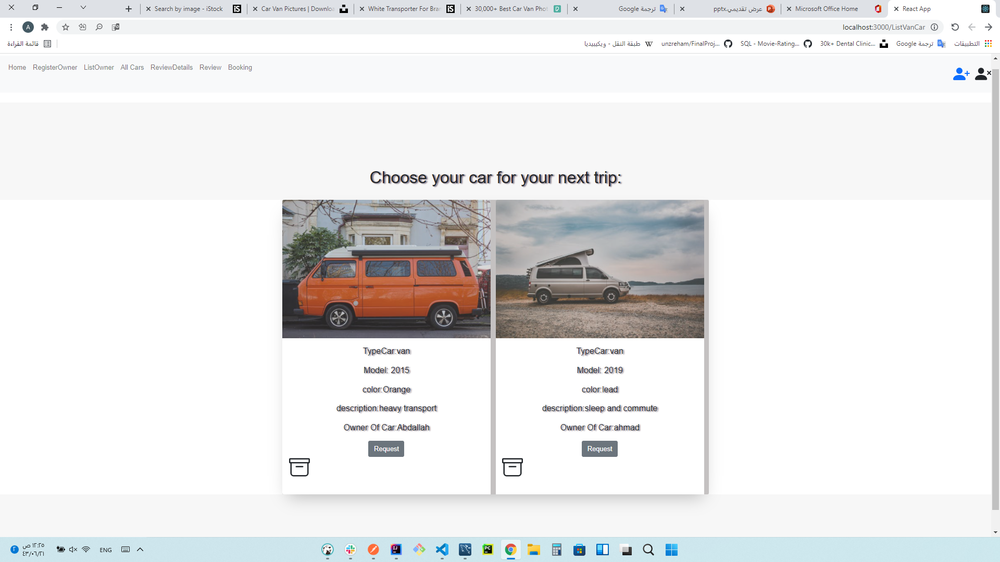 Search by image - iStock
Car Van Pictures | Downloa
White Transporter For Bran
30,000+ Best Car Van Phot
ترجمة Google
عرض تقديمي.pptx
Microsoft Office Home
React App
A
localhost:3000/ListVanCar
قائمة القراءة
طبقة النقل - ويكيبيديا
unzreham/FinalProj...
SQL - Movie-Rating...
30k+ Dental Clinic...
ترجمة Google
التطبيقات
Home RegisterOwner ListOwner All Cars ReviewDetails Review Booking
Choose your car for your next trip:
TypeCar:van
Model: 2015
color:Orange
description:heavy transport
Owner Of Car:Abdallah
Request
TypeCar:van
Model: 2019
color:lead
description:sleep and commute
Owner Of Car:ahmad
Request
١٢:٢٥ ص
٤٣/٠٦/٢١
ENG